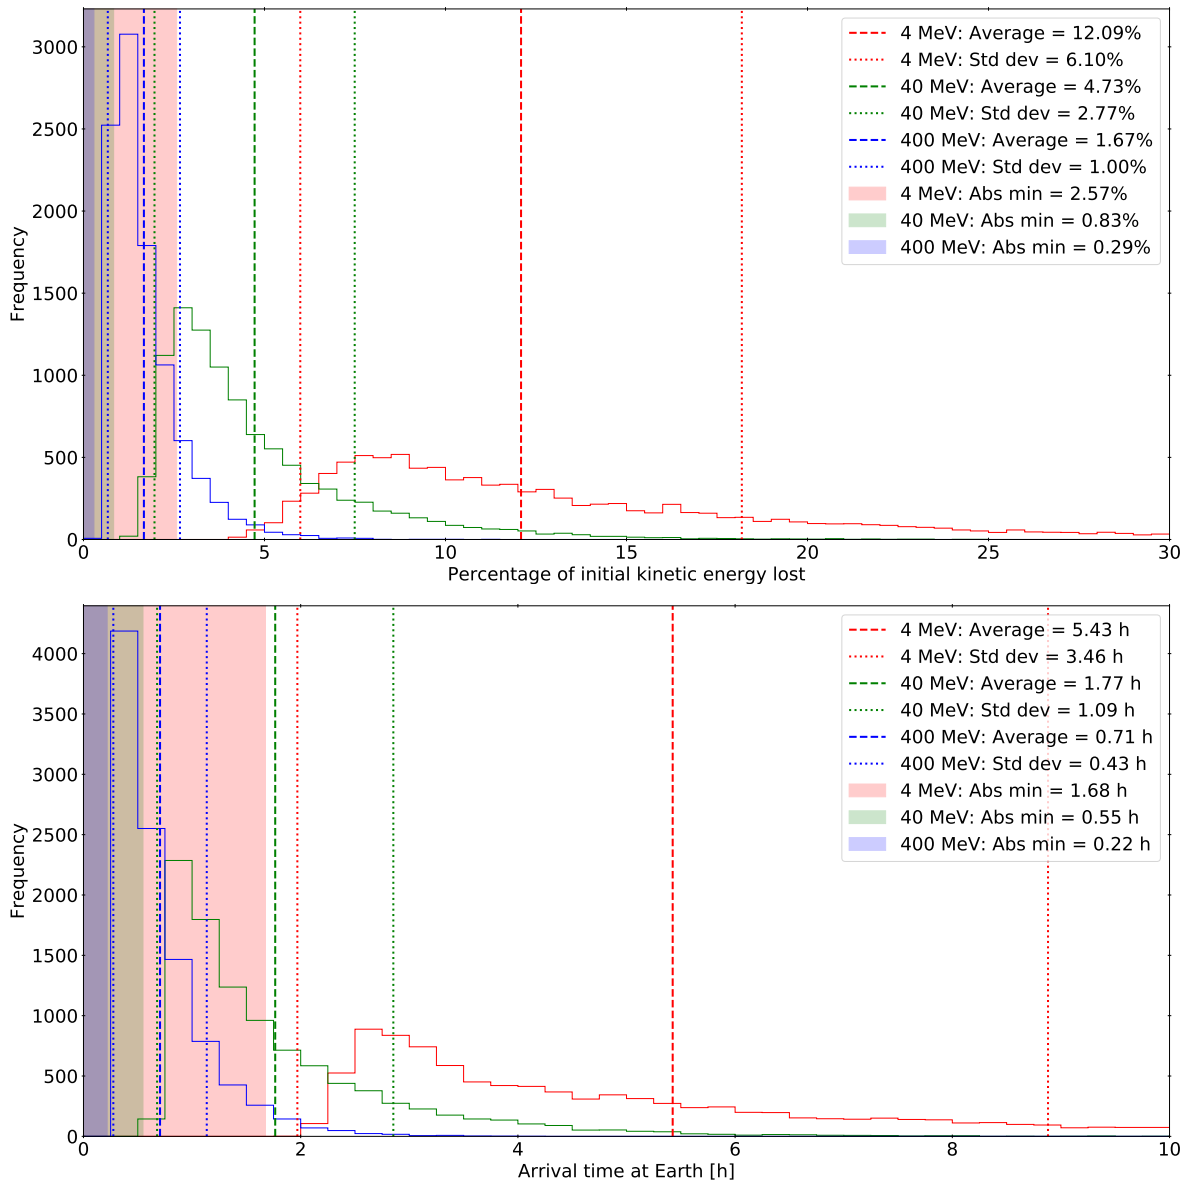 3000
2500
2000
1500
1000
500
0
Frequency
4 MeV: Average = 12.09%
4 MeV: Std dev = 6.10%
40 MeV: Average = 4.73%
40 MeV: Std dev = 2.77%
400 MeV: Average = 1.67%
400 MeV: Std dev = 1.00%
4 MeV: Abs min = 2.57%
40 MeV: Abs min = 0.83%
400 MeV: Abs min = 0.29%
0 5 10 15 20 25 30
Percentage of initial kinetic energy lost
4000
3500
3000
2500
2000
1500
1000
500
0
Frequency
4 MeV: Average = 5.43 h
4 MeV: Std dev = 3.46 h
40 MeV: Average = 1.77 h
40 MeV: Std dev = 1.09 h
400 MeV: Average = 0.71 h
400 MeV: Std dev = 0.43 h
4 MeV: Abs min = 1.68 h
40 MeV: Abs min = 0.55 h
400 MeV: Abs min = 0.22 h
0 2 4 6 8 10
Arrival time at Earth [h]